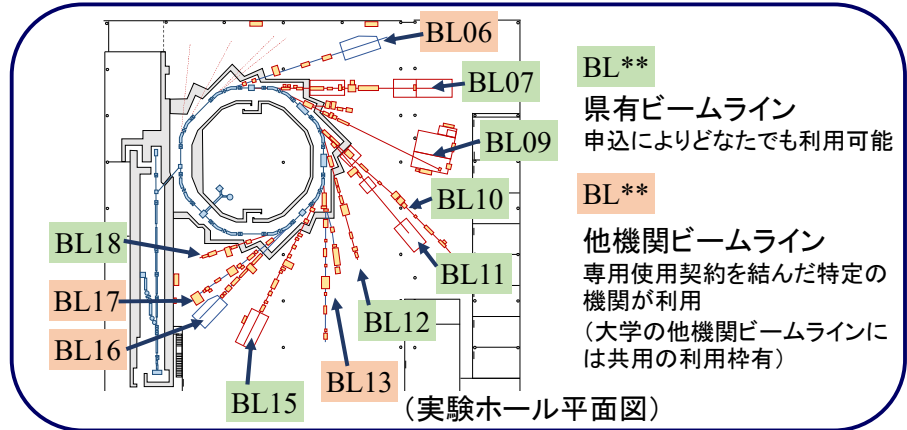 BL06
BL07
BL09
BL10
BL11
BL12
BL13
BL15
BL16
BL17
BL18
(実験ホール平面図)
BL**
県有ビームライン
申込によりどなたでも利用可能
BL**
他機関ビームライン
専用使用契約を結んだ特定の
機関が利用
(大学の他機関ビームラインに
は共用の利用枠有)